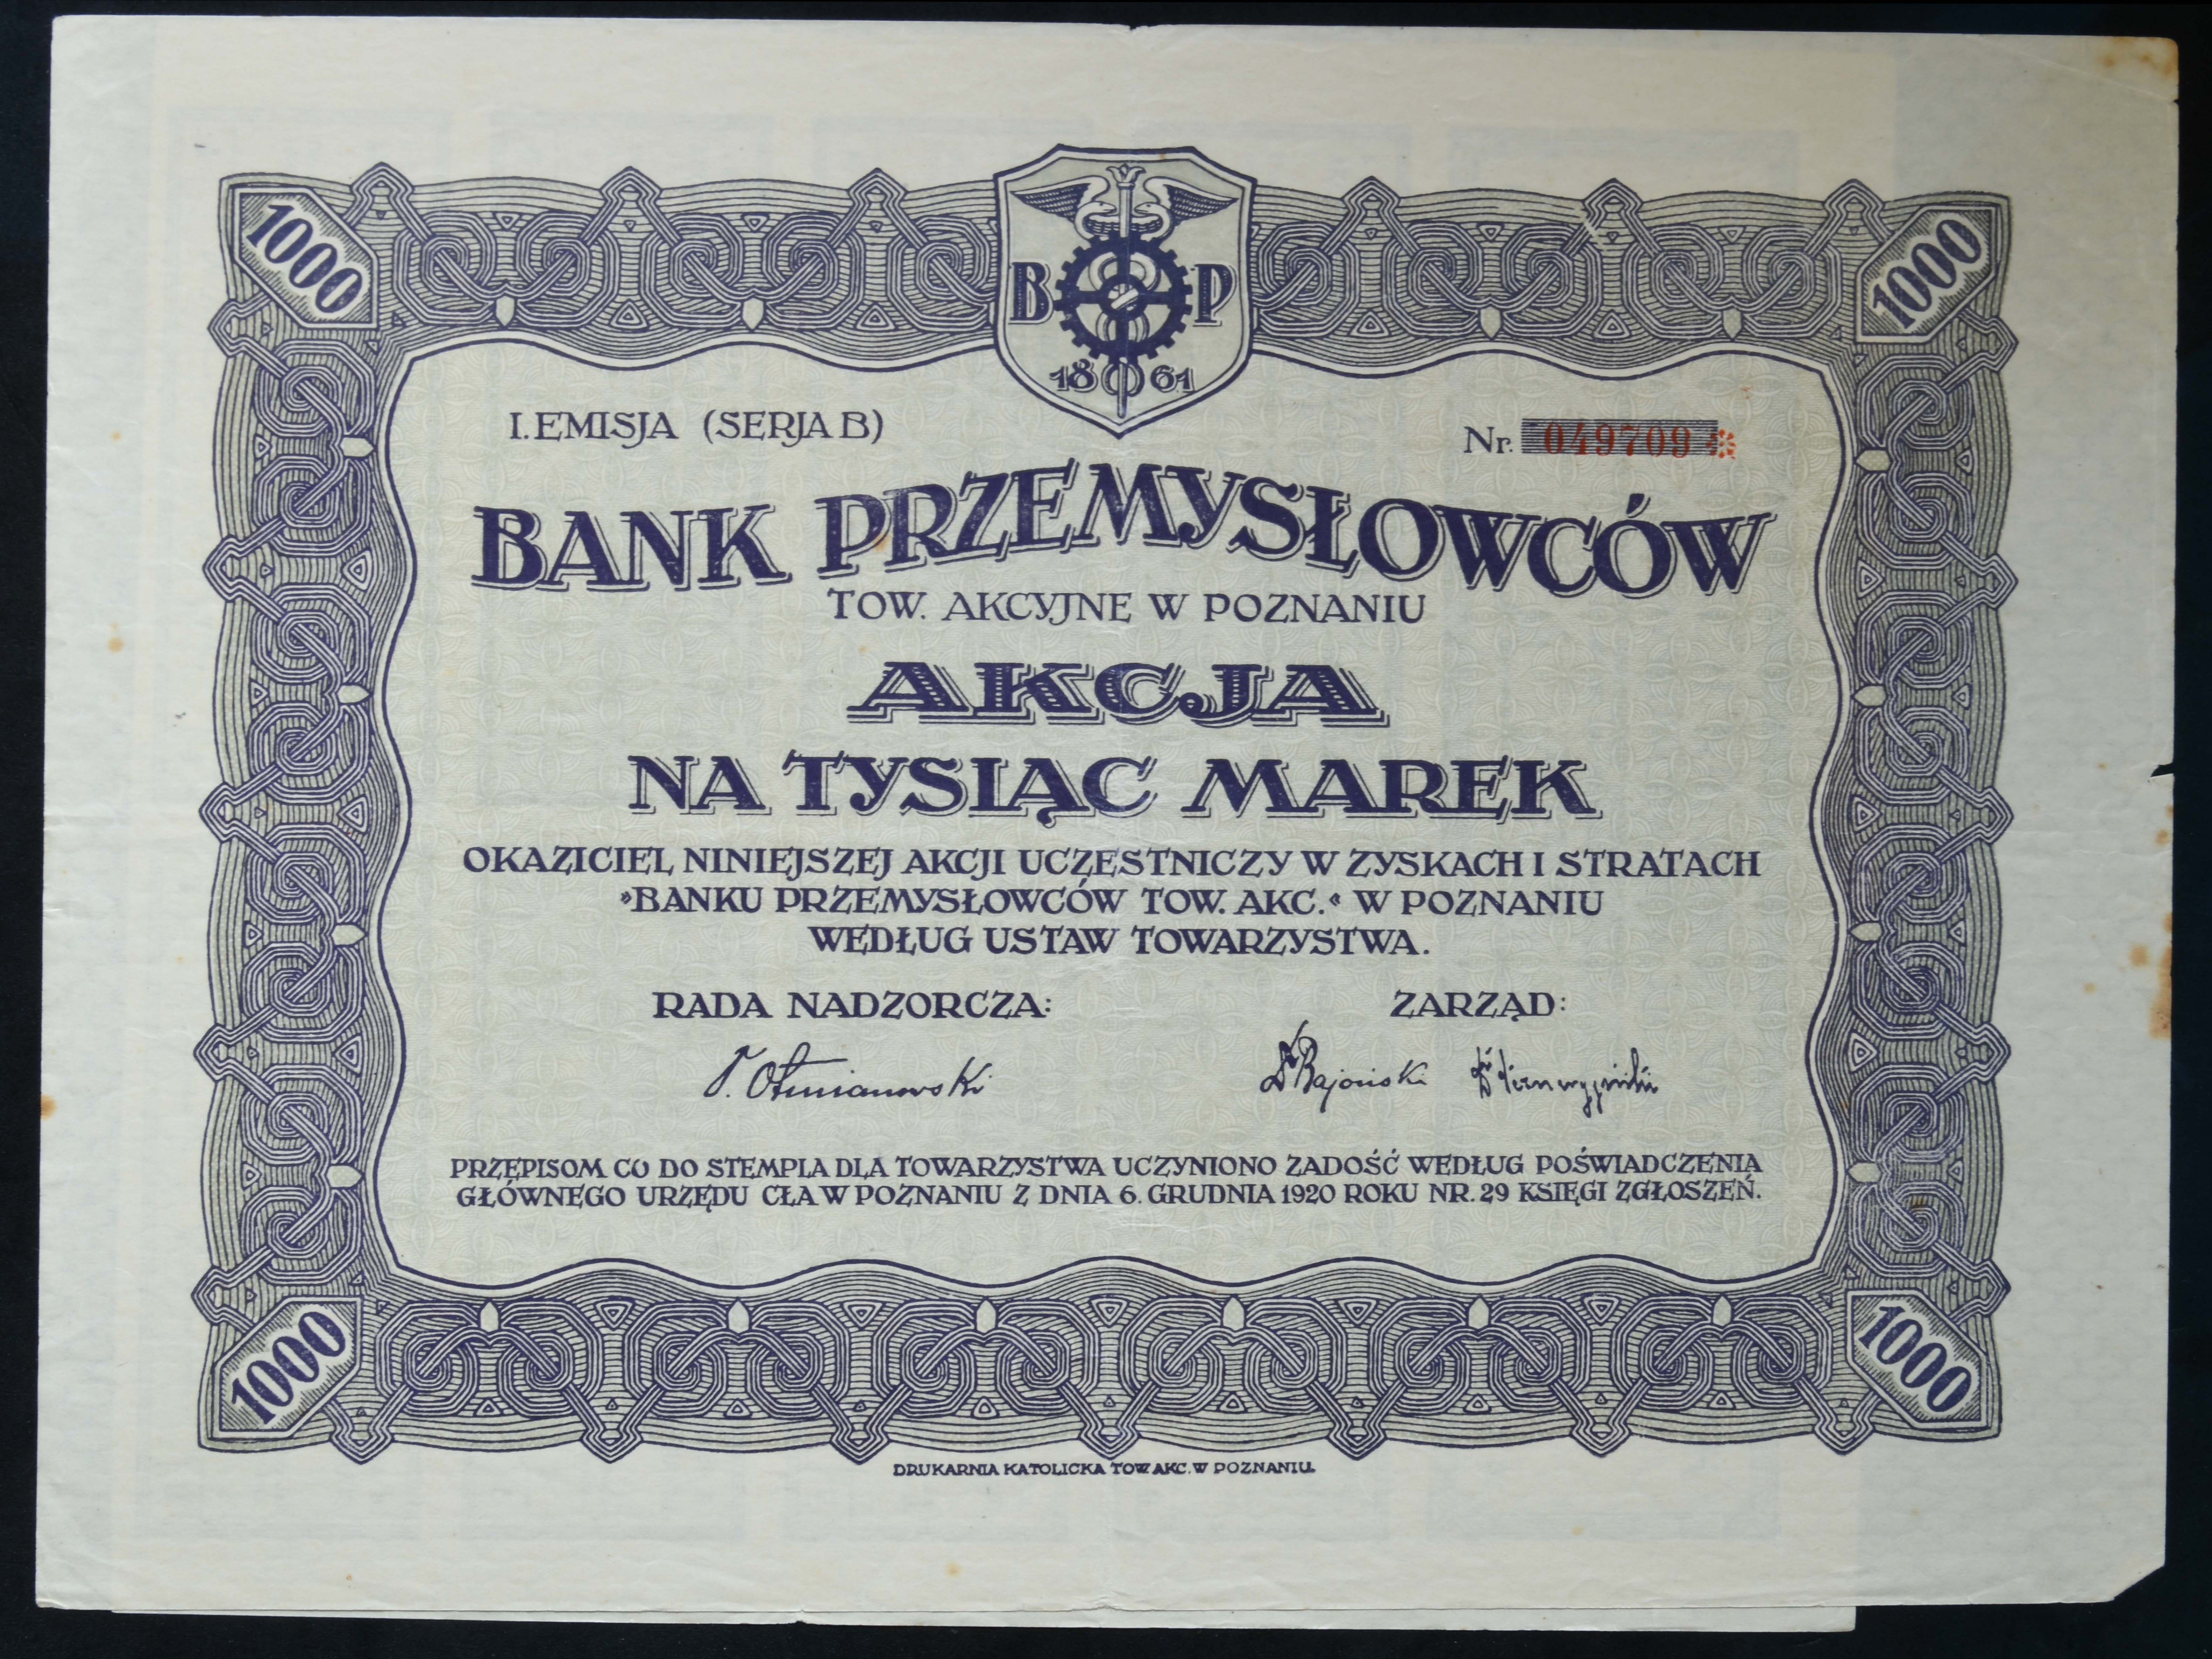 1000
1000
B P
1861
I. EMISJA (SERJA B)
Nr. 049709
BANK PRZEMYSŁOWCÓW
TOW. AKCYJNE W POZNANIU
AKCJA
NA TYSIĄC MAREK
OKAZICIEL NINIEJSZEJ AKCJI UCZESTNICZY W ZYSKACH I STRATACH
»BANKU PRZEMYSŁOWCÓW TOW. AKC.« W POZNANIU
WEDŁUG USTAW TOWARZYSTWA.
RADA NADZORCZA: ZARZĄD:
PRZEPISOM CO DO STEMPLA DLA TOWARZYSTWA UCZYNIONO ZADOŚĆ WEDŁUG POŚWIADCZENIA
GŁÓWNEGO URZĘDU CŁA W POZNANIU Z DNIA 6. GRUDNIA 1920 ROKU NR. 29 KSIĘGI ZGŁOSZEŃ.
1000
1000
DRUKARNIA KATOLICKA TOW. AKC. W POZNANIU.